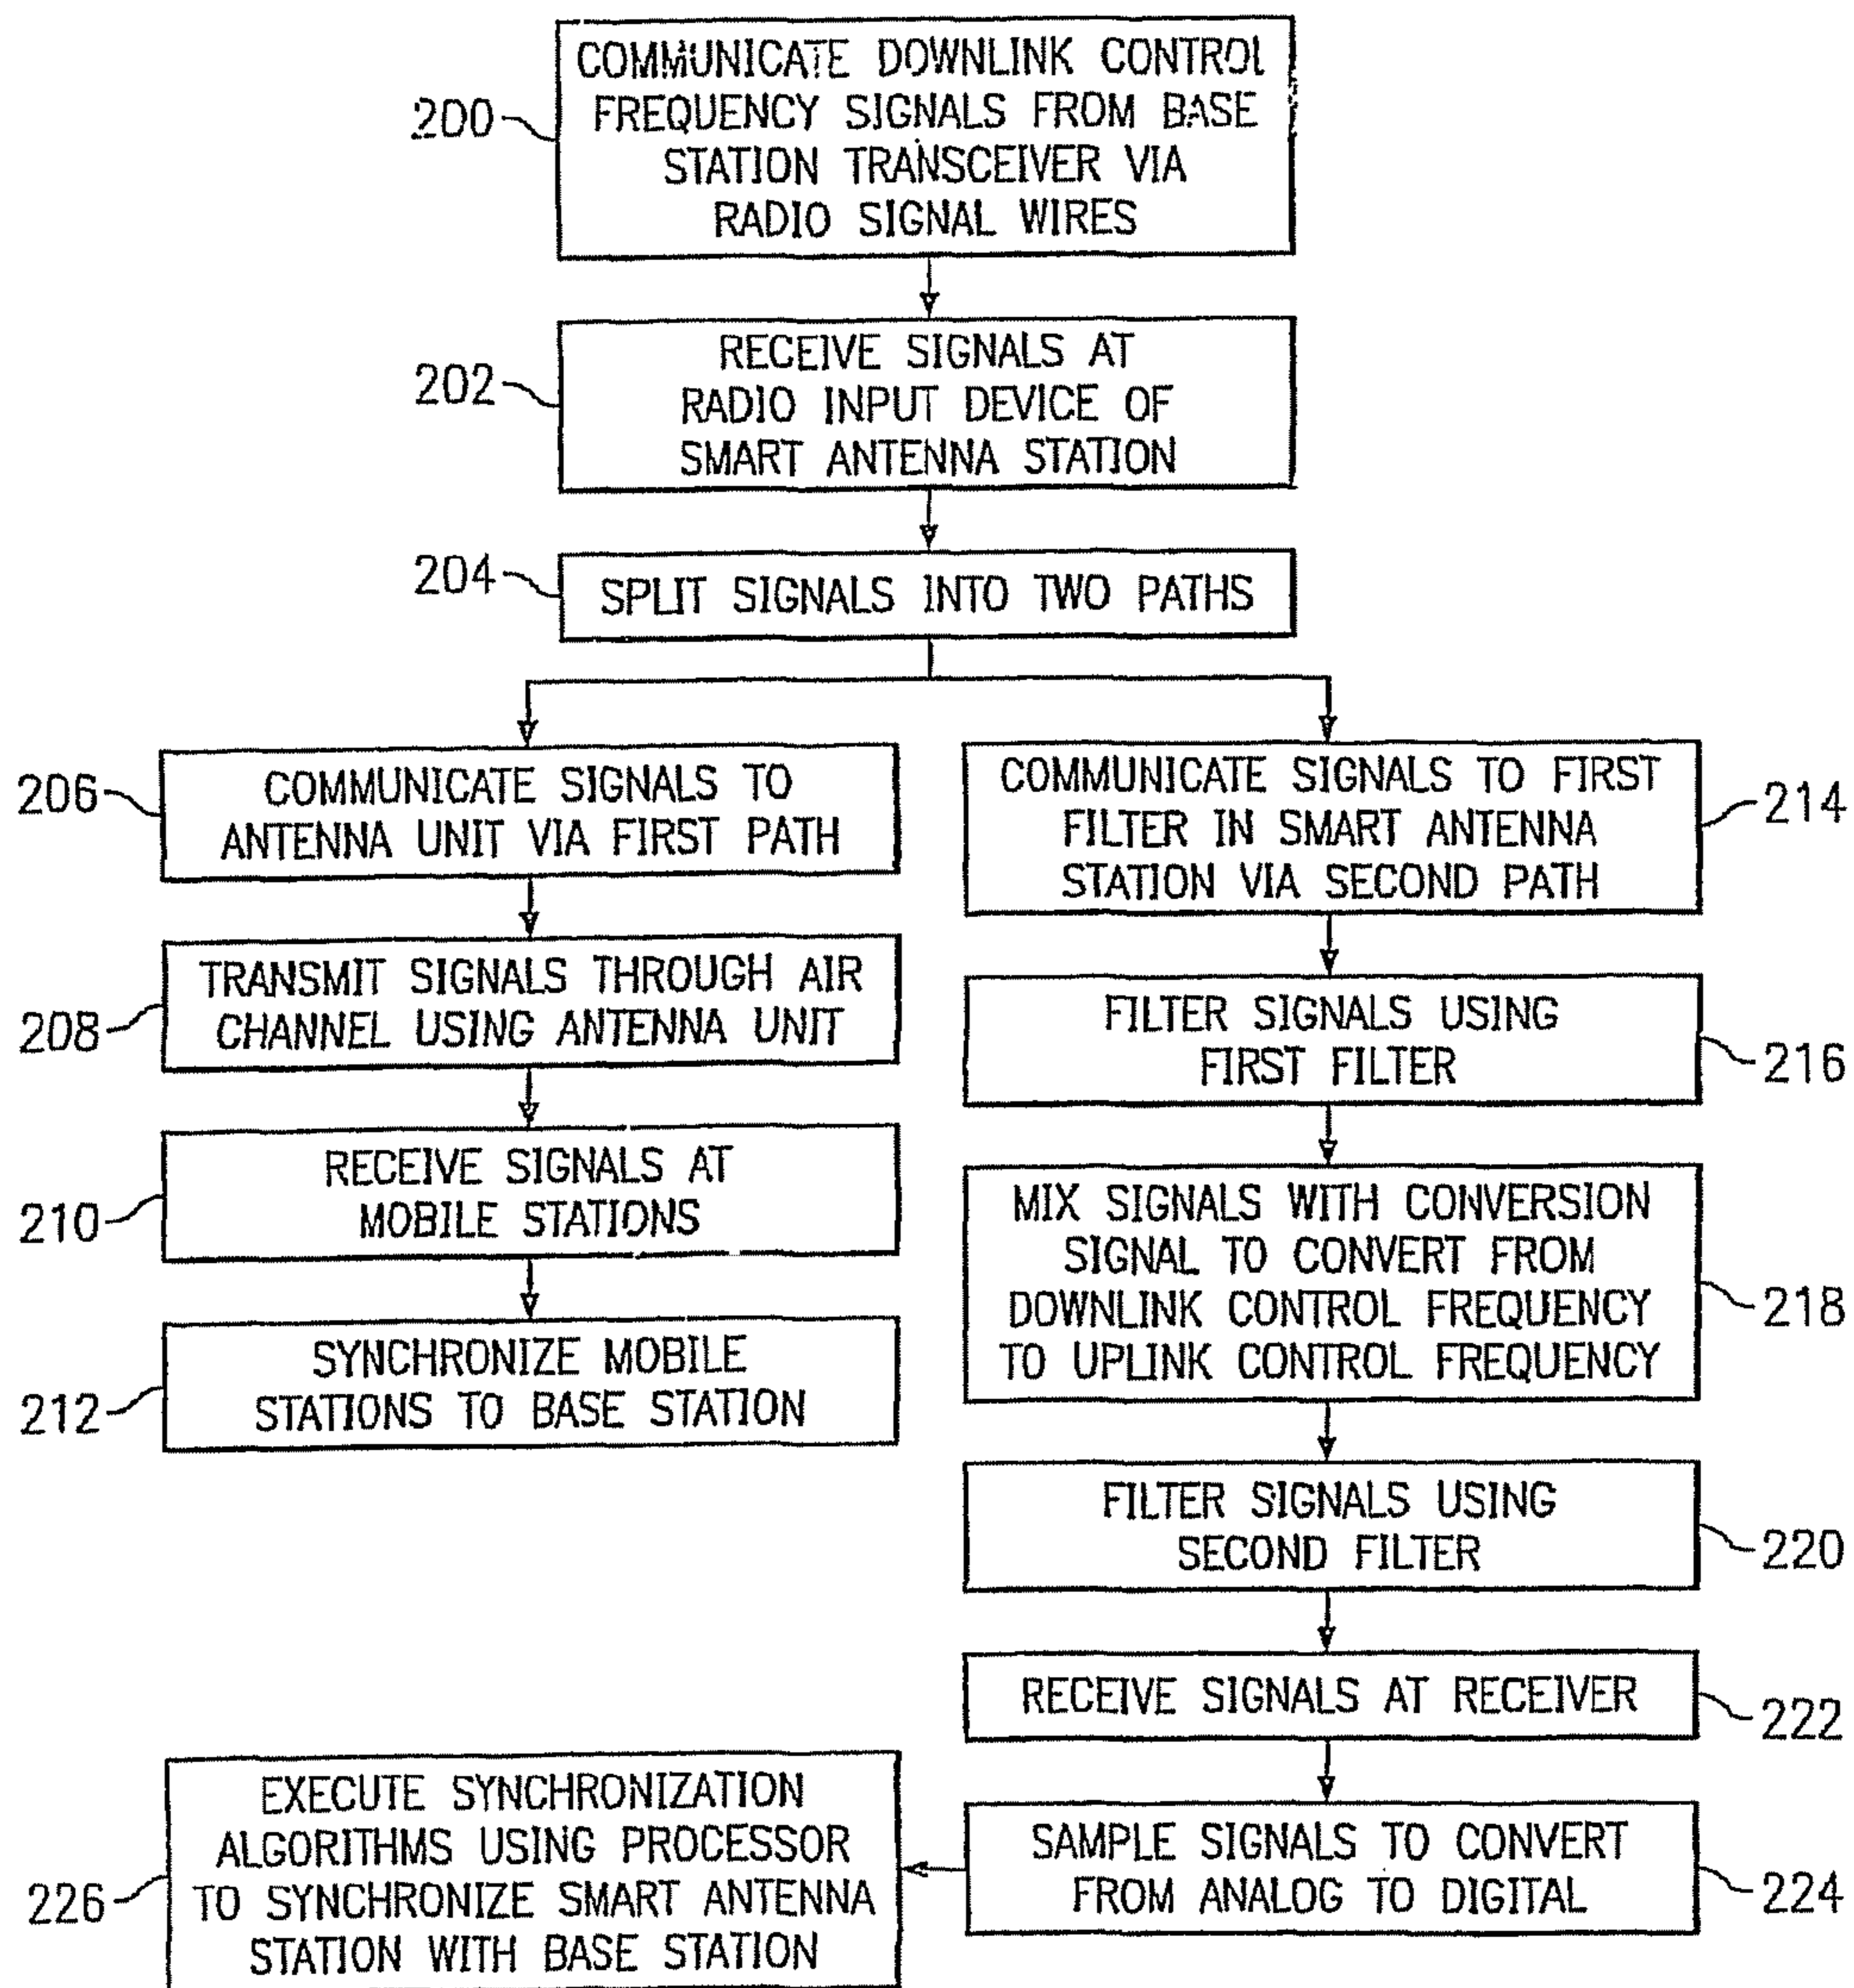 200
COMMUNICATE DOWNLINK CONTROL
FREQUENCY SIGNALS FROM BASE
STATION TRANSCEIVER VIA
RADIO SIGNAL WIRES
202
RECEIVE SIGNALS AT
RADIO INPUT DEVICE OF
SMART ANTENNA STATION
204
SPLIT SIGNALS INTO TWO PATHS
206
COMMUNICATE SIGNALS TO
ANTENNA UNIT VIA FIRST PATH
208
TRANSMIT SIGNALS THROUGH AIR
CHANNEL USING ANTENNA UNIT
210
RECEIVE SIGNALS AT
MOBILE STATIONS
212
SYNCHRONIZE MOBILE
STATIONS TO BASE STATION
COMMUNICATE SIGNALS TO FIRST
FILTER IN SMART ANTENNA
STATION VIA SECOND PATH
214
FILTER SIGNALS USING
FIRST FILTER
216
MIX SIGNALS WITH CONVERSION
SIGNAL TO CONVERT FROM
DOWNLINK CONTROL FREQUENCY
TO UPLINK CONTROL FREQUENCY
218
FILTER SIGNALS USING
SECOND FILTER
220
RECEIVE SIGNALS AT RECEIVER
222
SAMPLE SIGNALS TO CONVERT
FROM ANALOG TO DIGITAL
224
226
EXECUTE SYNCHRONIZATION
ALGORITHMS USING PROCESSOR
TO SYNCHRONIZE SMART ANTENNA
STATION WITH BASE STATION